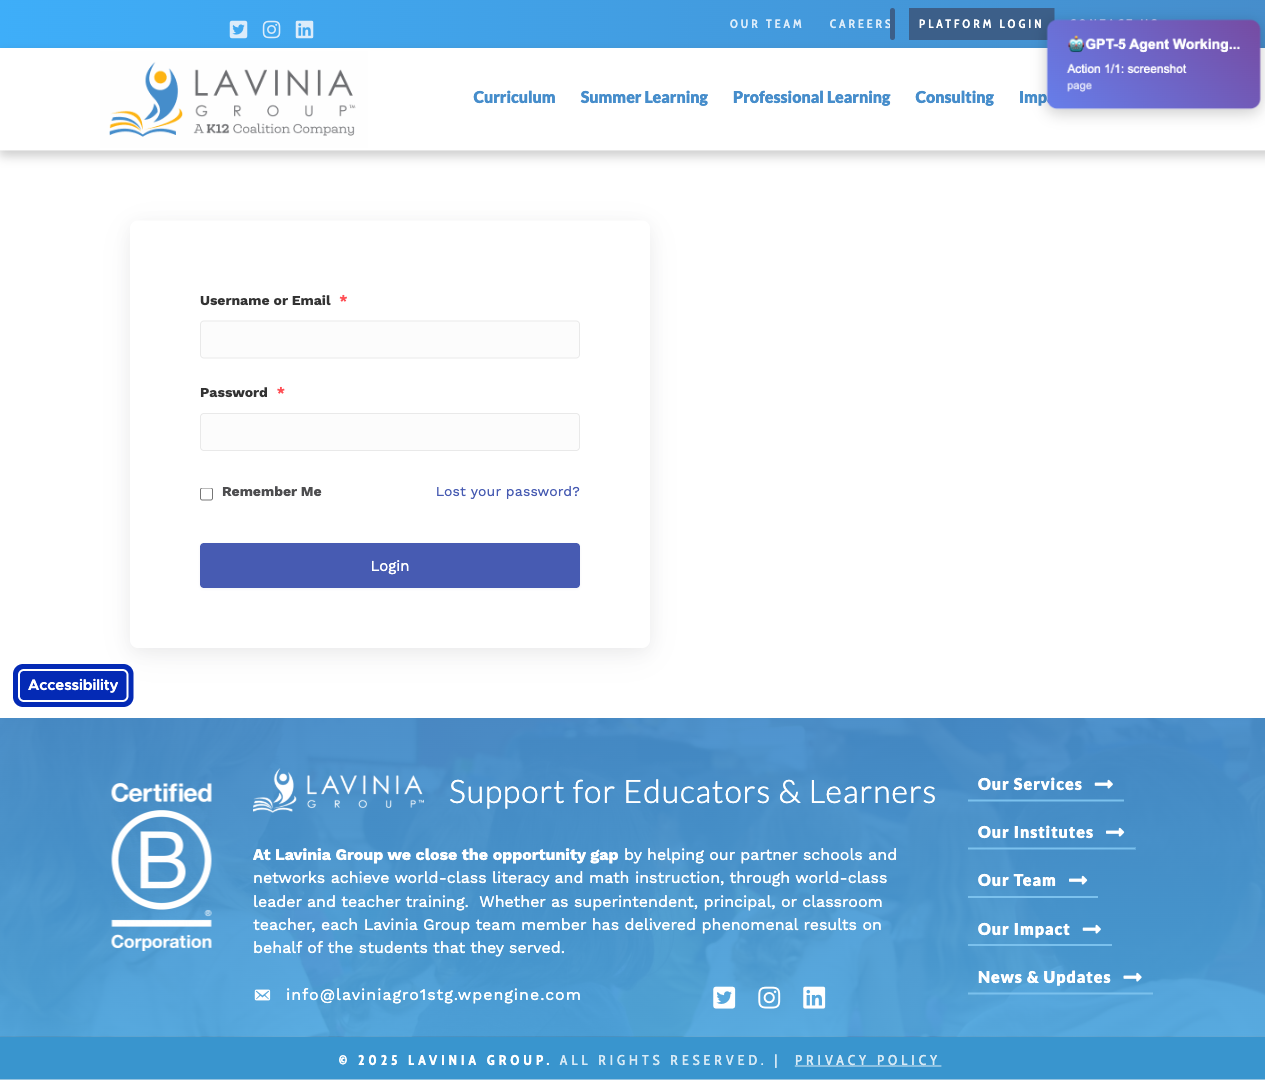 OUR TEAM
CAREERS
PLATFORM LOGIN
GPT-5 Agent Working...
Action 1/1: screenshot
page
LAVINIA
GROUP™
A K12 Coalition Company
Curriculum
Summer Learning
Professional Learning
Consulting
Imp
Username or Email *
Password *
Remember Me
Lost your password?
Login
Accessibility
Certified
B
®
Corporation
LAVINIA
GROUP™
Support for Educators & Learners
At Lavinia Group we close the opportunity gap by helping our partner schools and
networks achieve world-class literacy and math instruction, through world-class
leader and teacher training. Whether as superintendent, principal, or classroom
teacher, each Lavinia Group team member has delivered phenomenal results on
behalf of the students that they served.
info@laviniagro1stg.wpengine.com
Our Services
Our Institutes
Our Team
Our Impact
News & Updates
© 2025 LAVINIA GROUP. ALL RIGHTS RESERVED. | PRIVACY POLICY